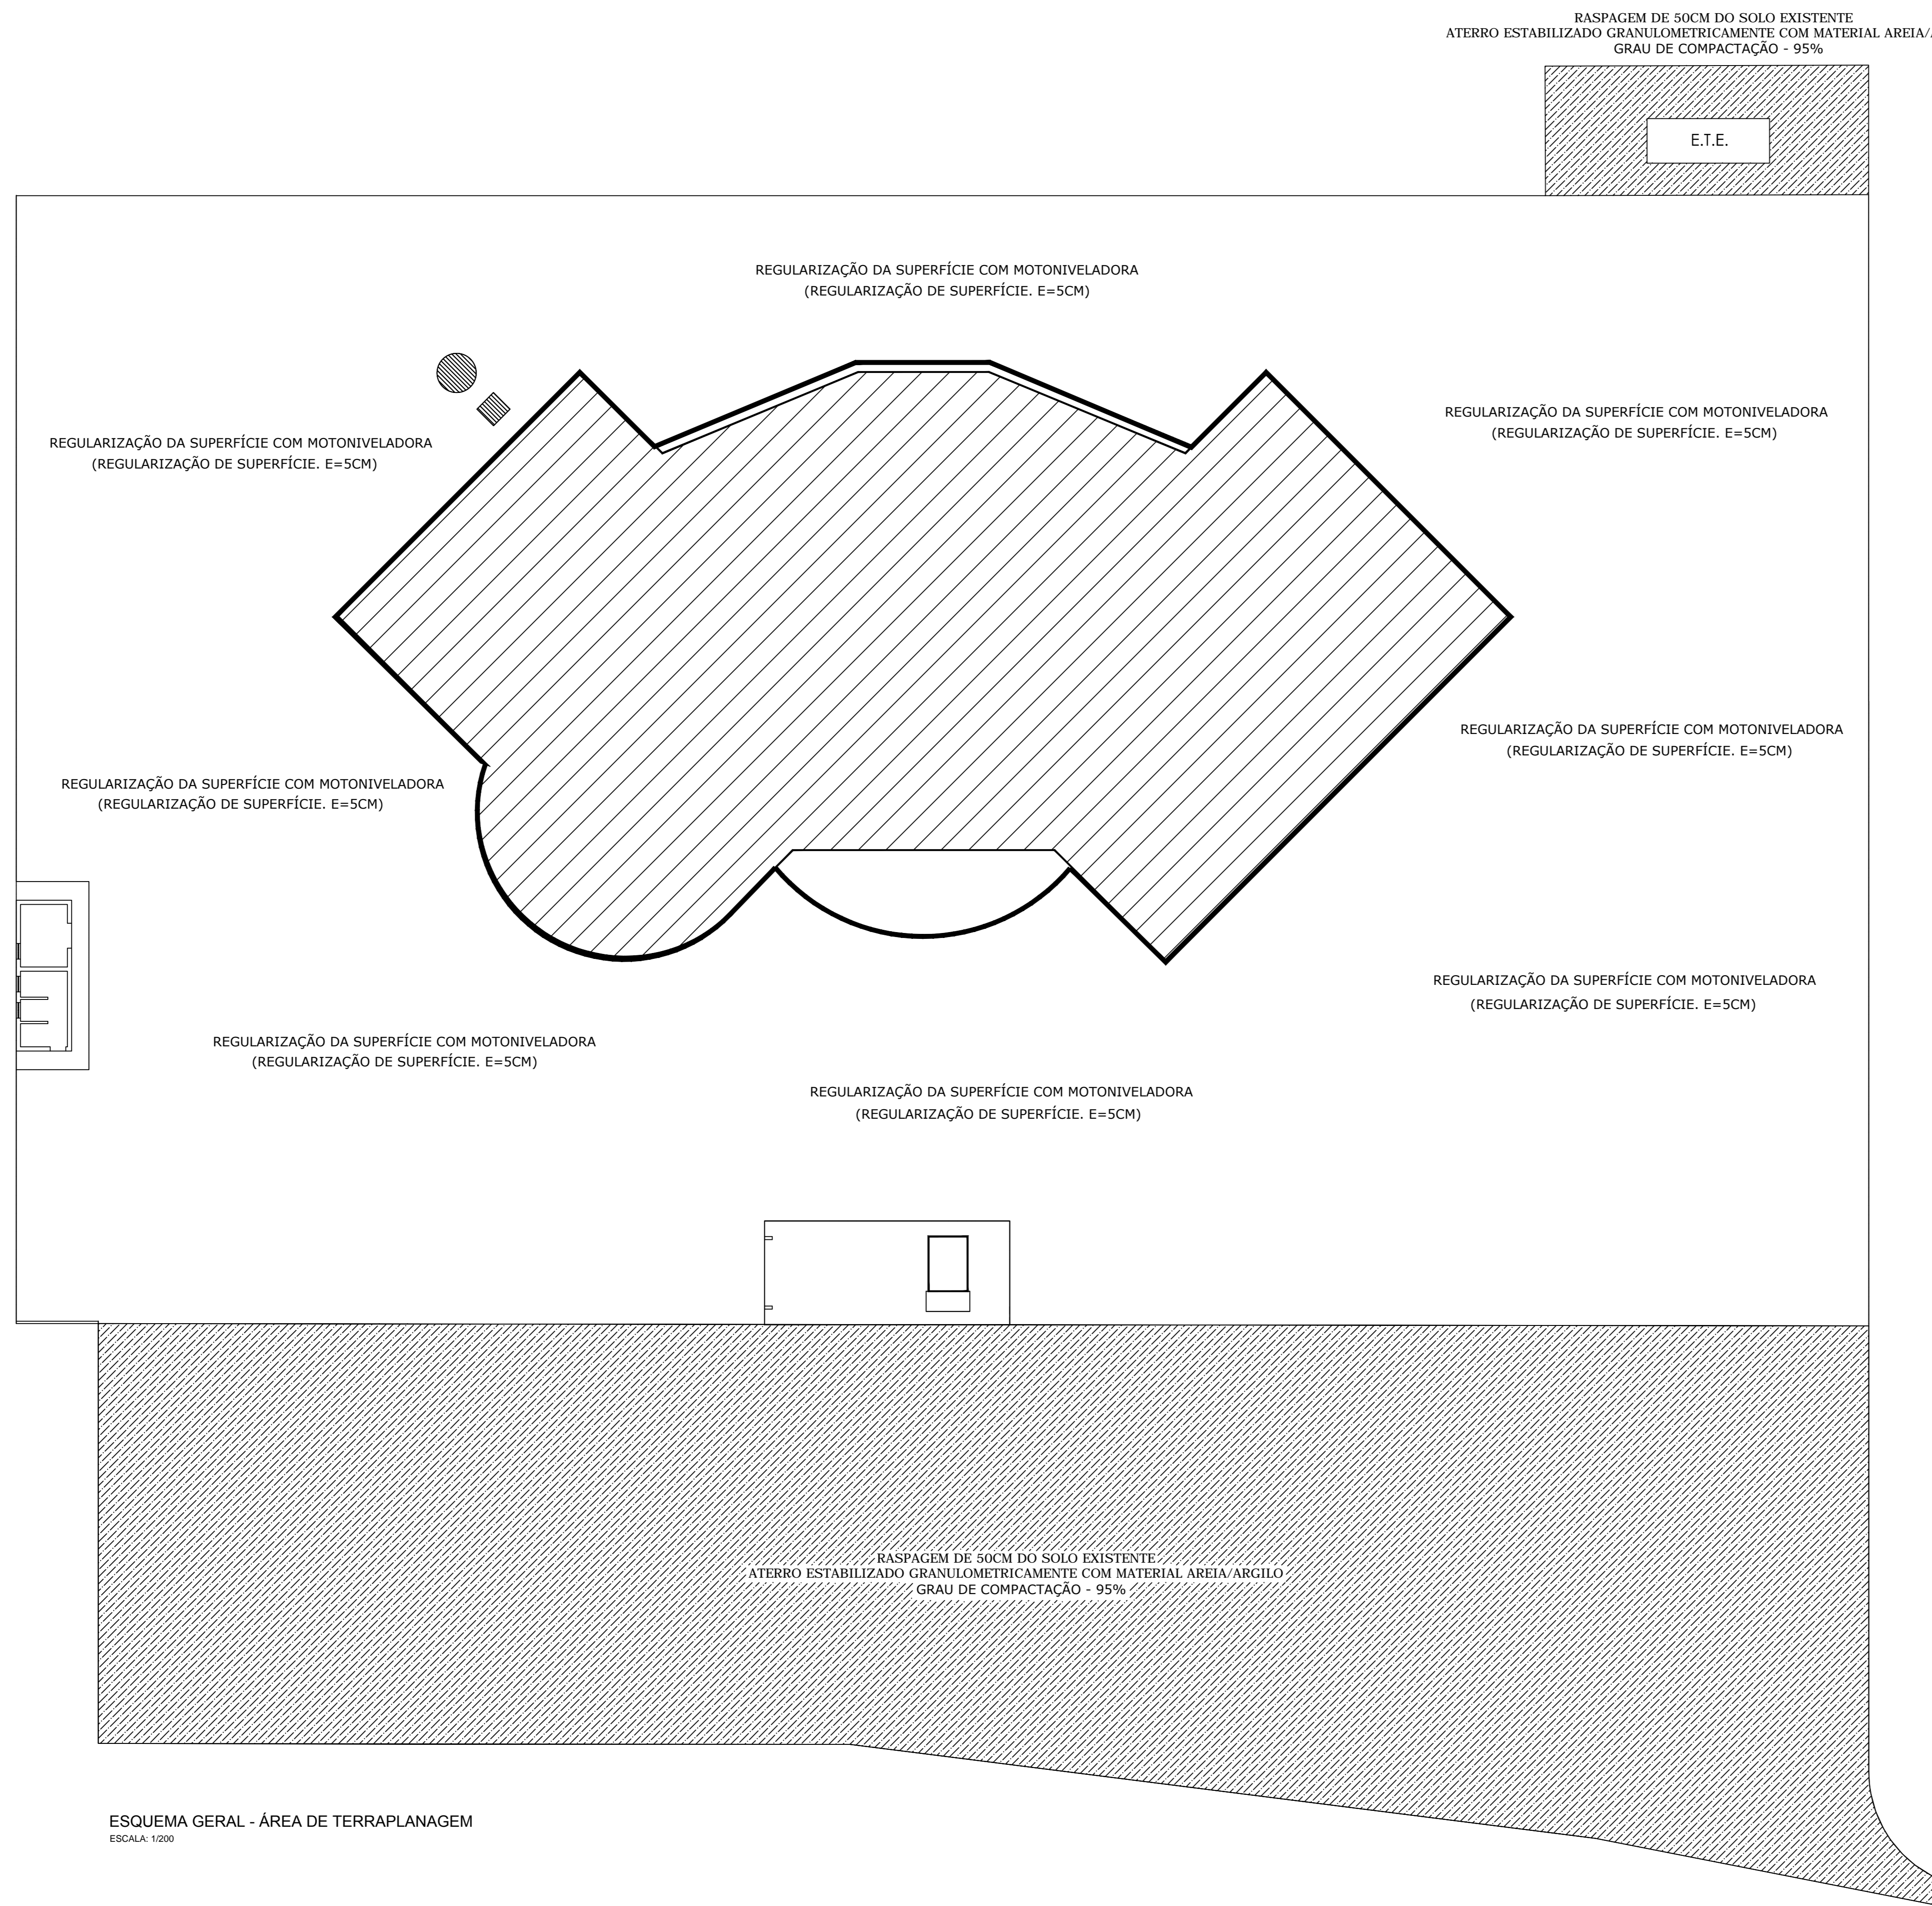 RASPAGEM DE 50CM DO SOLO EXISTENTE
ATERRO ESTABILIZADO GRANULOMETRICAMENTE COM MATERIAL AREIA/
GRAU DE COMPACTAÇÃO - 95%
E.T.E.
REGULARIZAÇÃO DA SUPERFÍCIE COM MOTONIVELADORA
(REGULARIZAÇÃO DE SUPERFÍCIE. E=5CM)
REGULARIZAÇÃO DA SUPERFÍCIE COM MOTONIVELADORA
(REGULARIZAÇÃO DE SUPERFÍCIE. E=5CM)
REGULARIZAÇÃO DA SUPERFÍCIE COM MOTONIVELADORA
(REGULARIZAÇÃO DE SUPERFÍCIE. E=5CM)
REGULARIZAÇÃO DA SUPERFÍCIE COM MOTONIVELADORA
(REGULARIZAÇÃO DE SUPERFÍCIE. E=5CM)
REGULARIZAÇÃO DA SUPERFÍCIE COM MOTONIVELADORA
(REGULARIZAÇÃO DE SUPERFÍCIE. E=5CM)
REGULARIZAÇÃO DA SUPERFÍCIE COM MOTONIVELADORA
(REGULARIZAÇÃO DE SUPERFÍCIE. E=5CM)
REGULARIZAÇÃO DA SUPERFÍCIE COM MOTONIVELADORA
(REGULARIZAÇÃO DE SUPERFÍCIE. E=5CM)
REGULARIZAÇÃO DA SUPERFÍCIE COM MOTONIVELADORA
(REGULARIZAÇÃO DE SUPERFÍCIE. E=5CM)
RASPAGEM DE 50CM DO SOLO EXISTENTE
ATERRO ESTABILIZADO GRANULOMETRICAMENTE COM MATERIAL AREIA/ARGILO
GRAU DE COMPACTAÇÃO - 95%
ESQUEMA GERAL - ÁREA DE TERRAPLANAGEM
ESCALA: 1/200